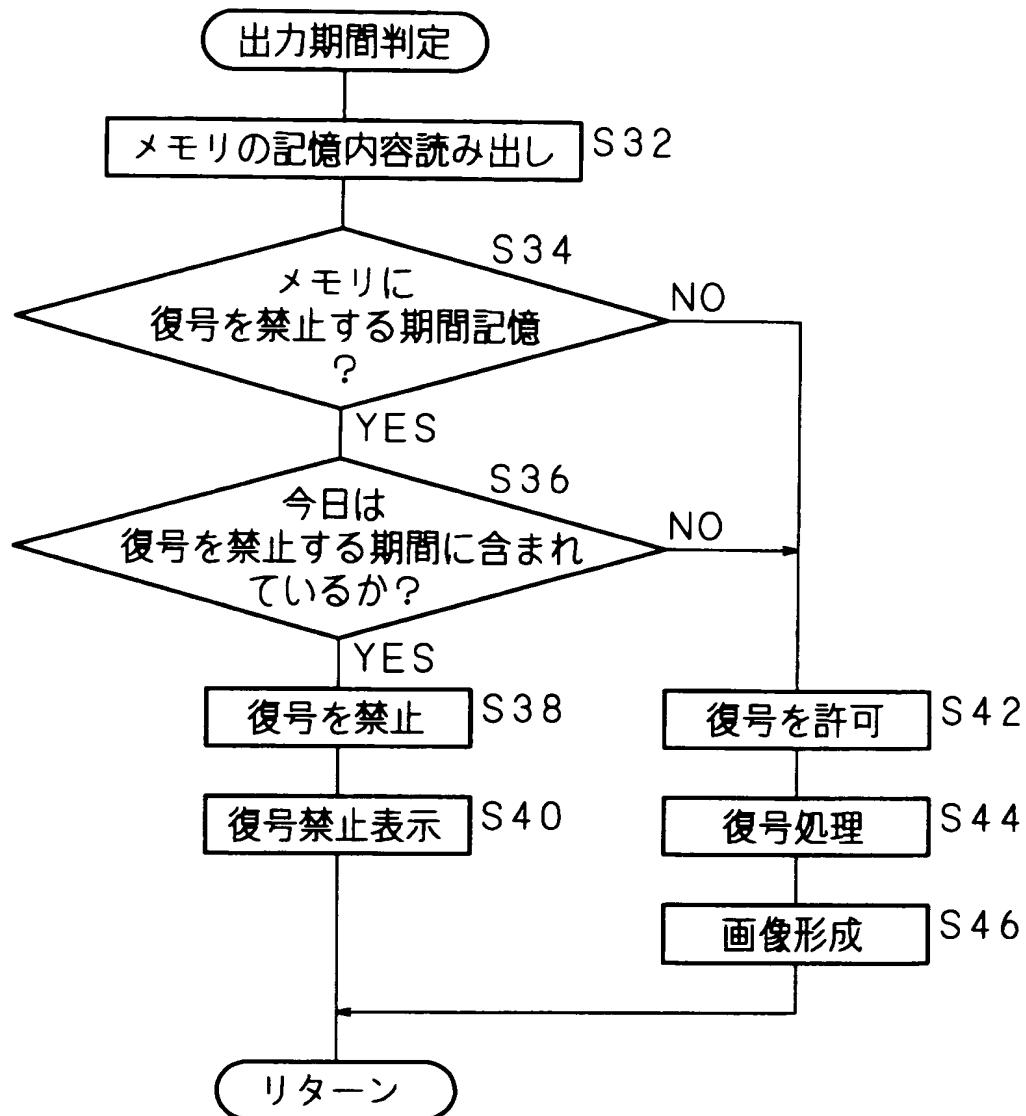 出力期間判定
メモリの記憶内容読み出し
S32
S34
メモリに
復号を禁止する期間記憶
?
NO
YES
S36
今日は
復号を禁止する期間に含まれ
ているか?
NO
YES
復号を禁止
S38
復号を許可
S42
復号禁止表示
S40
復号処理
S44
画像形成
S46
リターン